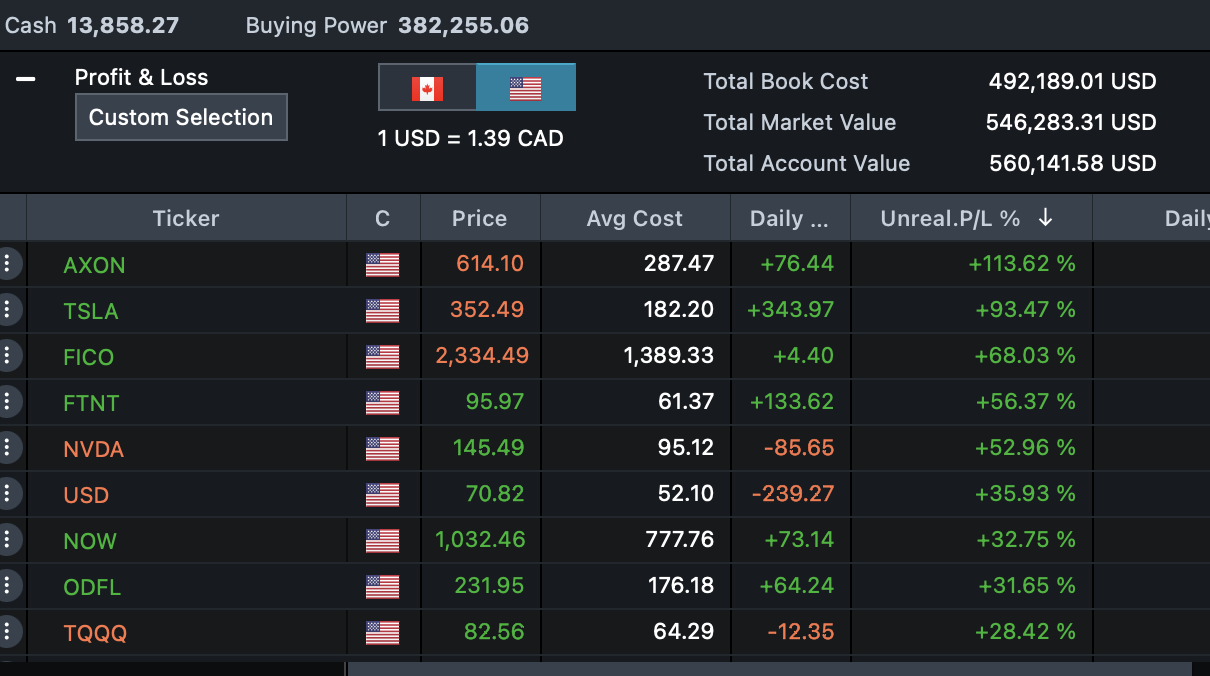 Cash 13,858.27 Buying Power 382,255.06
Profit & Loss
Custom Selection
1 USD = 1.39 CAD
Total Book Cost 492,189.01 USD
Total Market Value 546,283.31 USD
Total Account Value 560,141.58 USD
Ticker C Price Avg Cost Daily ... Unreal.P/L % ↓ Daily
AXON 614.10 287.47 +76.44 +113.62 %
TSLA 352.49 182.20 +343.97 +93.47 %
FICO 2,334.49 1,389.33 +4.40 +68.03 %
FTNT 95.97 61.37 +133.62 +56.37 %
NVDA 145.49 95.12 -85.65 +52.96 %
USD 70.82 52.10 -239.27 +35.93 %
NOW 1,032.46 777.76 +73.14 +32.75 %
ODFL 231.95 176.18 +64.24 +31.65 %
TQQQ 82.56 64.29 -12.35 +28.42 %